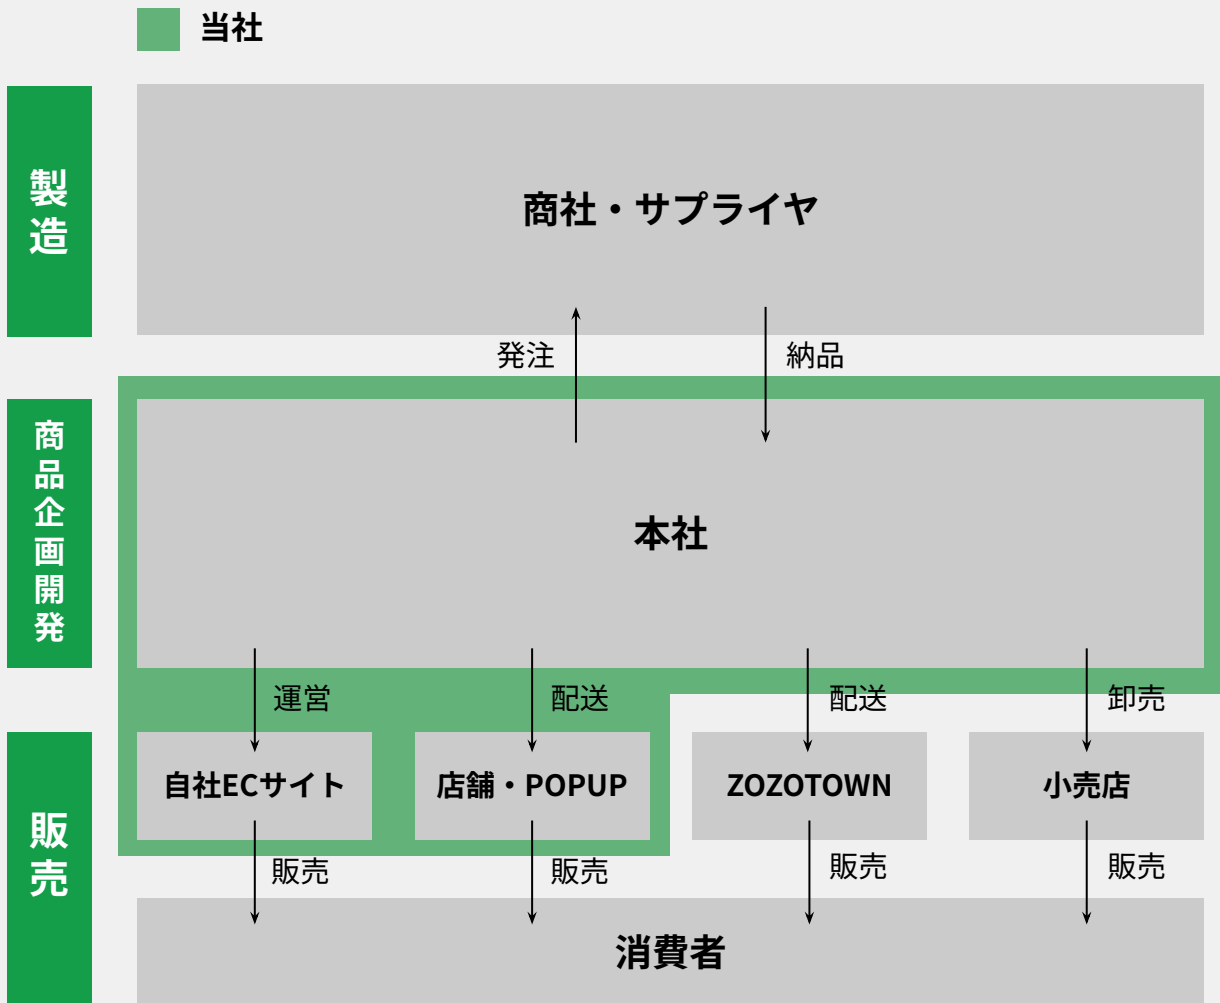 当社
製造
商社・サプライヤ
発注
納品
商品企画開発
本社
運営
配送
配送
卸売
販売
自社ECサイト
店舗・POPUP
ZOZOTOWN
小売店
販売
販売
販売
販売
消費者